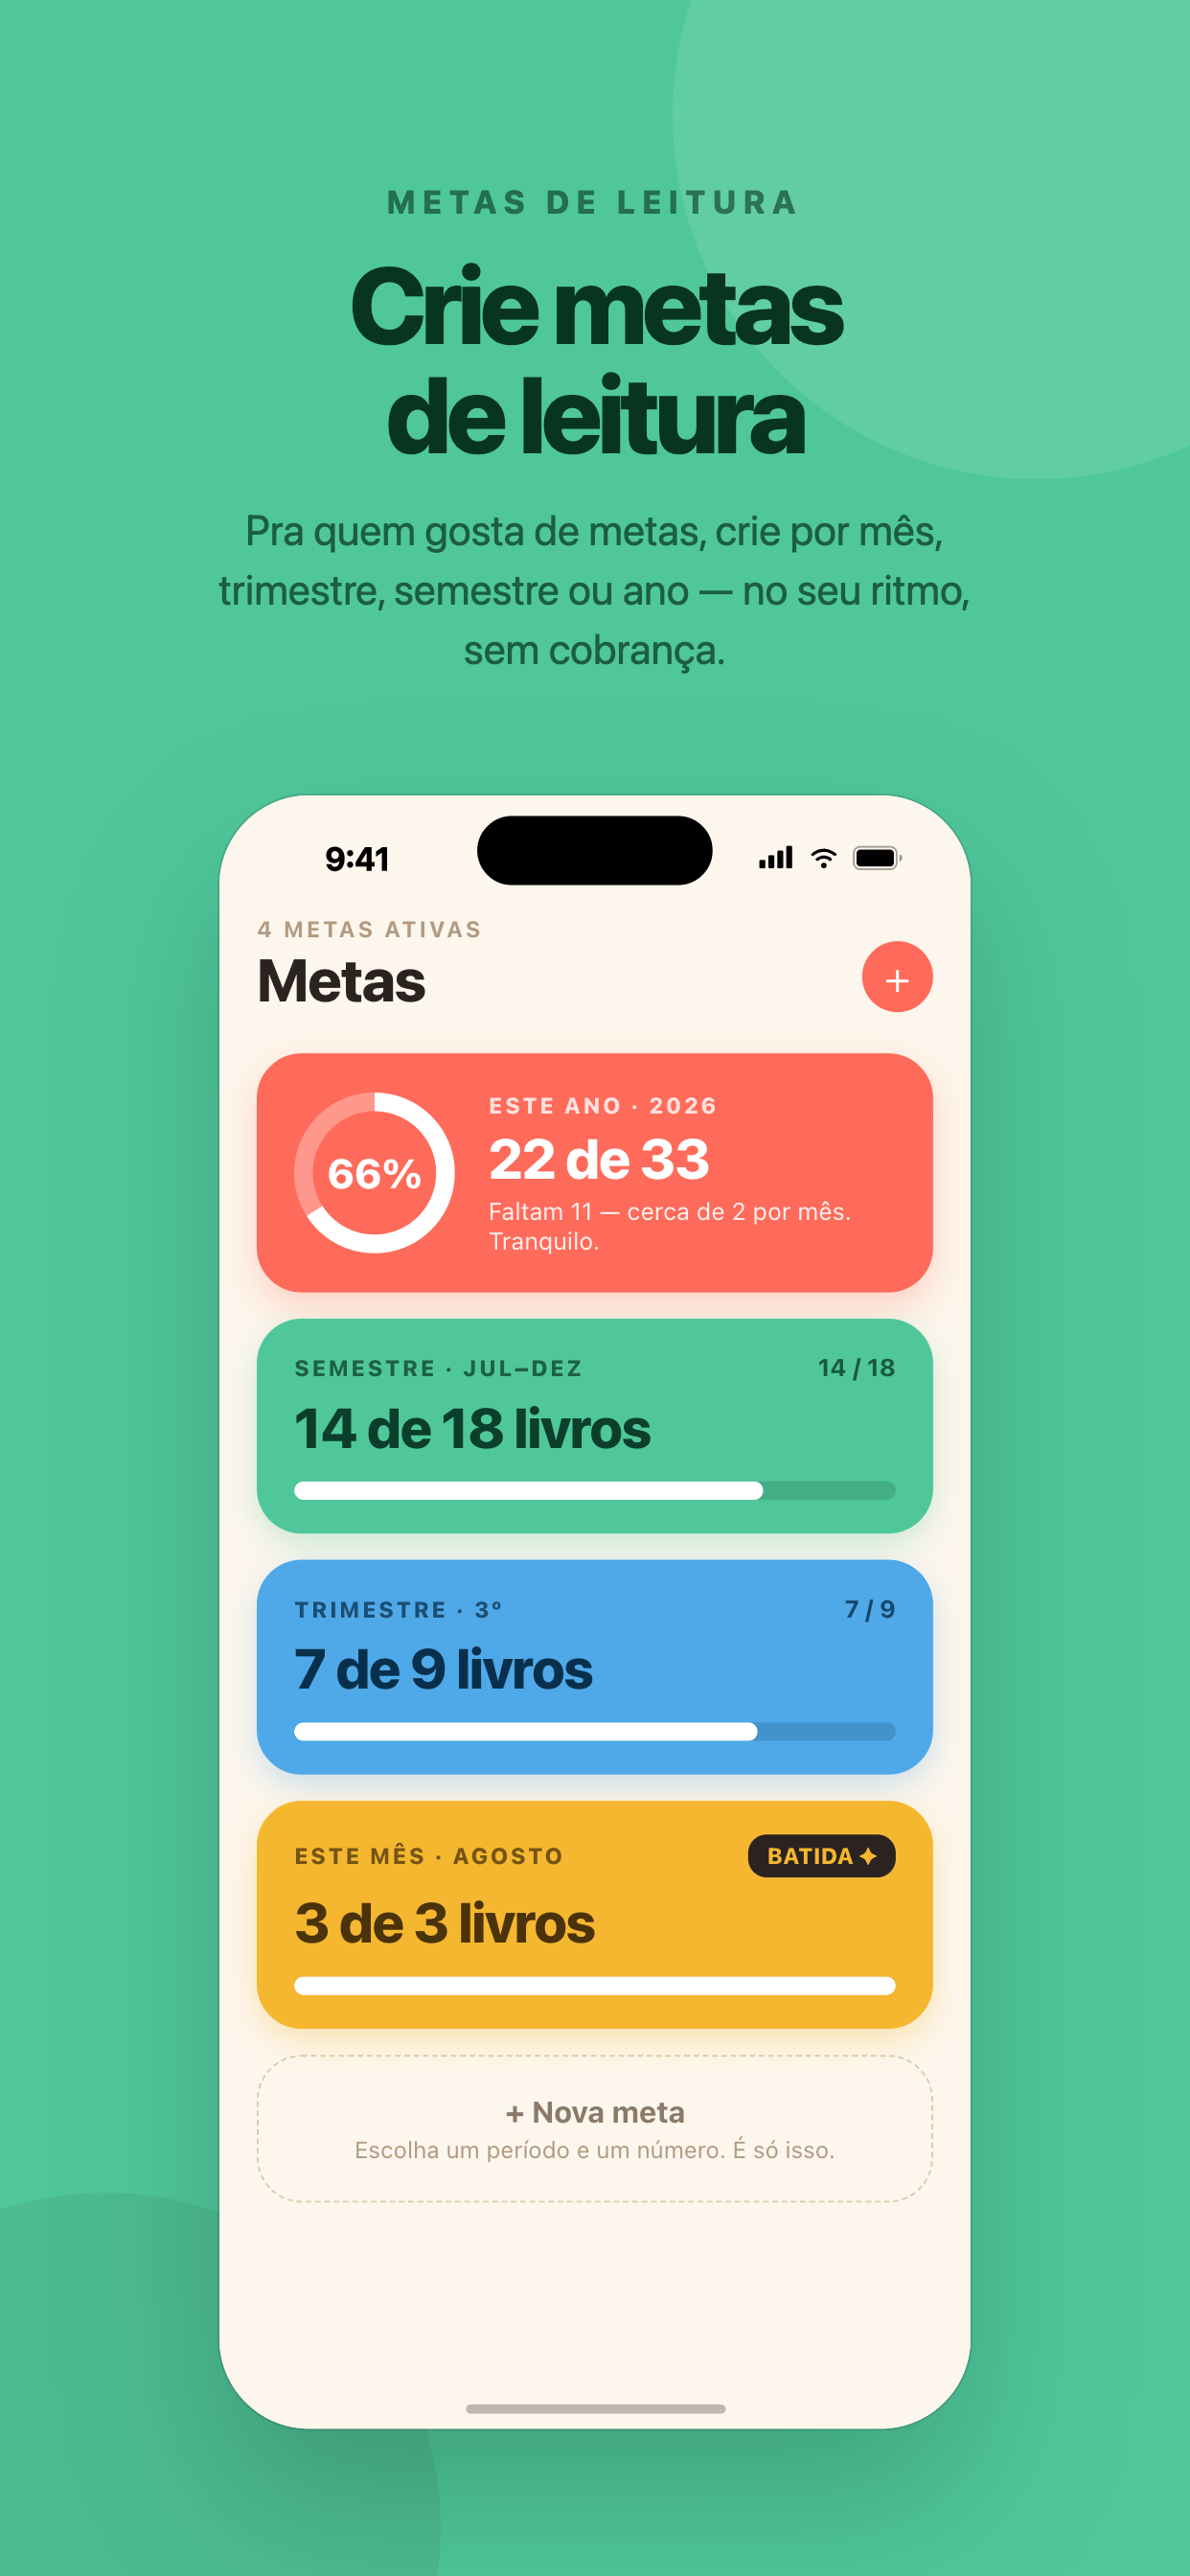 METAS DE LEITURA
Crie metas
de leitura
Pra quem gosta de metas, crie por mês,
trimestre, semestre ou ano — no seu ritmo,
sem cobrança.
9:41
4 METAS ATIVAS
Metas
+
66%
ESTE ANO · 2026
22 de 33
Faltam 11 — cerca de 2 por mês.
Tranquilo.
SEMESTRE · JUL–DEZ 14 / 18
14 de 18 livros
TRIMESTRE · 3º 7 / 9
7 de 9 livros
ESTE MÊS · AGOSTO BATIDA ✦
3 de 3 livros
+ Nova meta
Escolha um período e um número. É só isso.